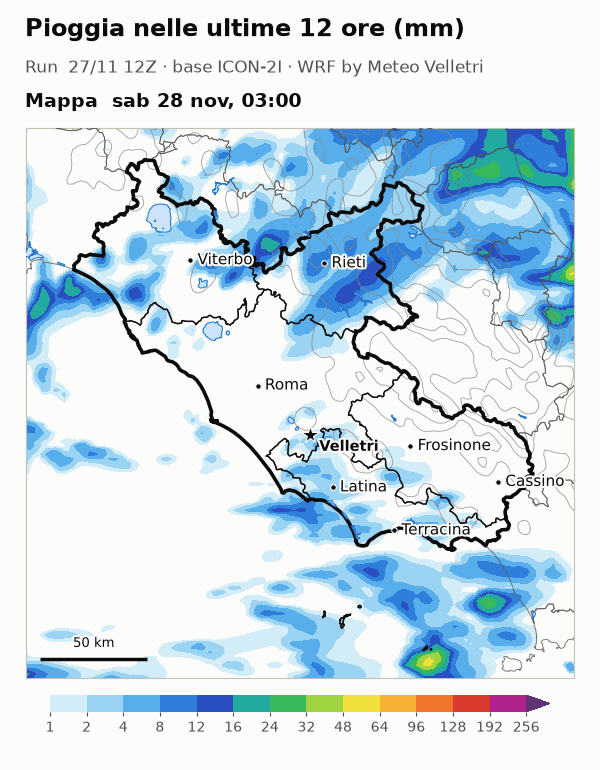 Pioggia nelle ultime 12 ore (mm)
Run  27/11 12Z · base ICON-2I · WRF by Meteo Velletri
Mappa  sab 28 nov, 03:00
Viterbo
Rieti
Roma
Velletri
Frosinone
Latina
Cassino
Terracina
50 km
1 2 4 8 12 16 24 32 48 64 96 128 192 256